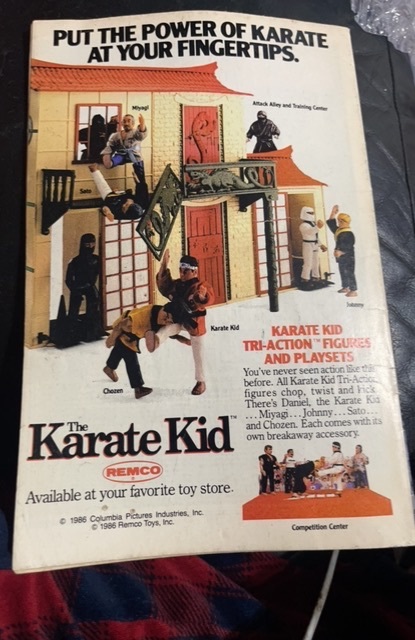 PUT THE POWER OF KARATE
AT YOUR FINGERTIPS.
Miyagi
Attack Alley and Training Center
Sato
Johnny
Karate Kid
Chozen
KARATE KID
TRI-ACTION™ FIGURES
AND PLAYSETS
You've never seen action like this
before. All Karate Kid Tri-Action
figures chop, twist and kick.
There's Daniel, the Karate Kid
...Miyagi...Johnny...Sato...
and Chozen. Each comes with its
own breakaway accessory.
The
Karate Kid™
REMCO
Available at your favorite toy store.
© 1986 Columbia Pictures Industries, Inc.
© 1986 Remco Toys, Inc.
Competition Center